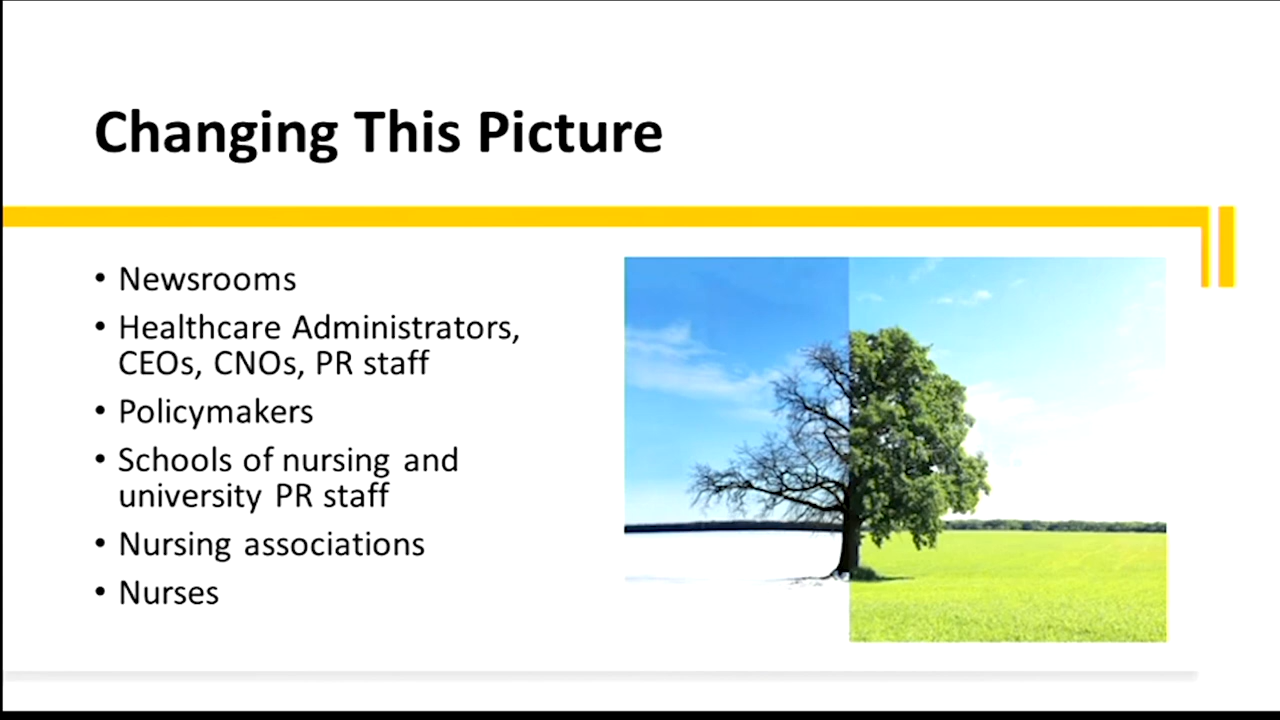 Changing This Picture
• Newsrooms
• Healthcare Administrators,
CEOs, CNOs, PR staff
• Policymakers
• Schools of nursing and
university PR staff
• Nursing associations
• Nurses